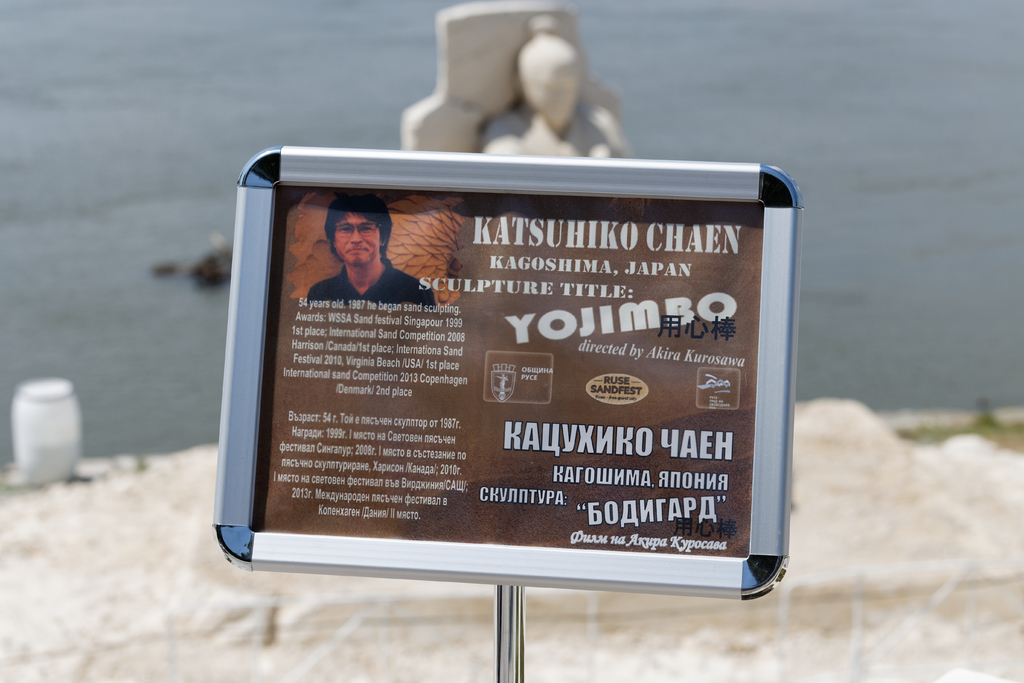 KATSUHIKO CHAEN
KAGOSHIMA, JAPAN
SCULPTURE TITLE:
YOJIMBO
用心棒
directed by Akira Kurosawa
54 years old. 1987 he began sand sculpting.
Awards: WSSA Sand festival Singapour 1999
1st place; International Sand Competition 2008
Harrison /Canada/1st place; Internationa Sand
Festival 2010, Virginia Beach /USA/ 1st place
International sand Competition 2013 Copenhagen
/Denmark/ 2nd place
ОБЩИНА
РУСЕ
RUSE
SANDFEST
Възраст: 54 г. Той е пясъчен скулптор от 1987г.
Награди: 1999г. I място на Световен пясъчен
фестивал Сингапур; 2008г. I място в състезание по
пясъчно скулптуриране, Харисон /Канада/; 2010г.
I място на световен фестивал във Вирджиния/САЩ/;
2013г. Международен пясъчен фестивал в
Копенхаген /Дания/ II място.
КАЦУХИКО ЧАЕН
КАГОШИМА, ЯПОНИЯ
СКУЛПТУРА:
“БОДИГАРД”
用心棒
Филм на Акира Куросава